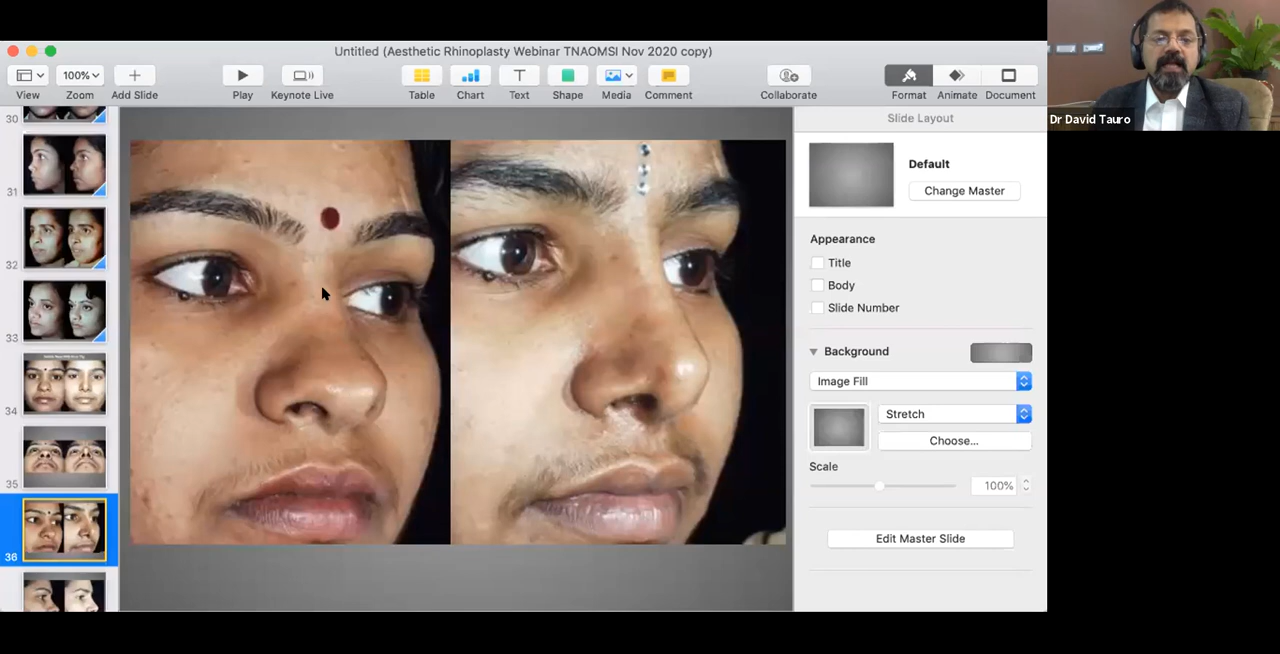 Untitled (Aesthetic Rhinoplasty Webinar TNAOMSI Nov 2020 copy)
100%
View Zoom Add Slide Play Keynote Live Table Chart Text Shape Media Comment Collaborate Format Animate Document
Dr David Tauro
30
31
32
33
34
35
36
Slide Layout
Default
Change Master
Appearance
Title
Body
Slide Number
Background
Image Fill
Stretch
Choose...
Scale
100%
Edit Master Slide